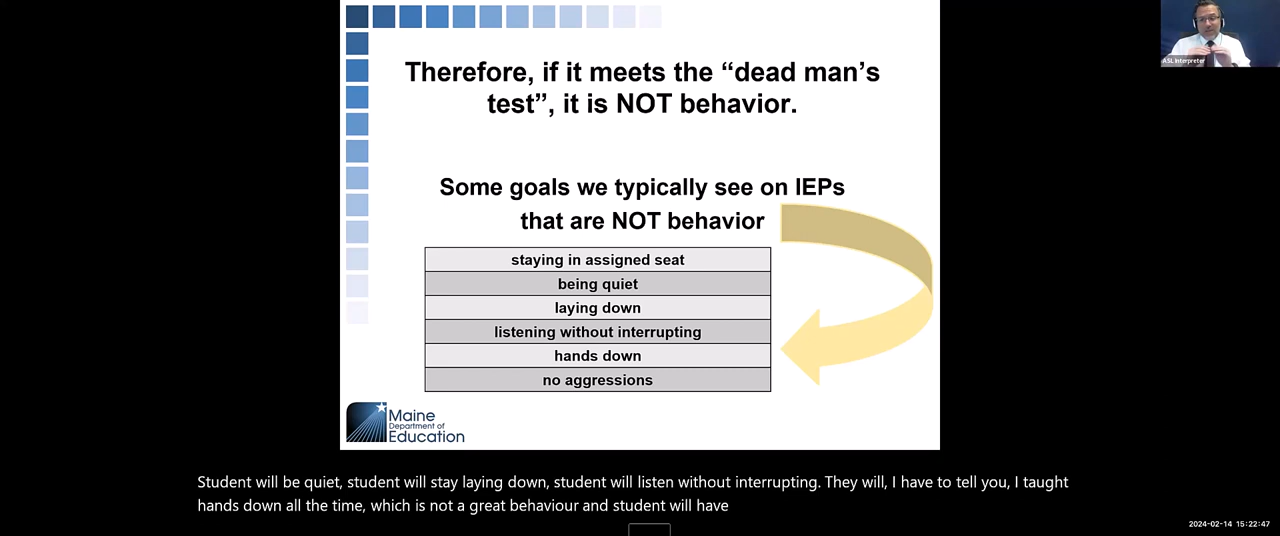 Therefore, if it meets the “dead man’s
test”, it is NOT behavior.
Some goals we typically see on IEPs
that are NOT behavior
staying in assigned seat
being quiet
laying down
listening without interrupting
hands down
no aggressions
Maine
Department of
Education
ASL Interpreter
Student will be quiet, student will stay laying down, student will listen without interrupting. They will, I have to tell you, I taught
hands down all the time, which is not a great behaviour and student will have
2024-02-14 15:22:47